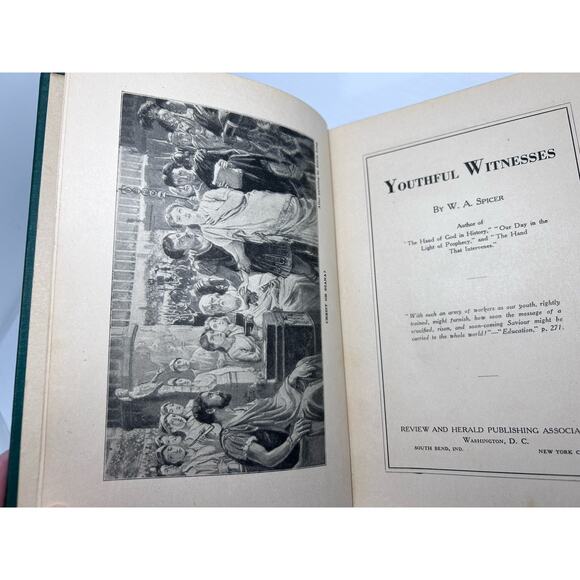 CHRIST OR DIANA?
YOUTHFUL WITNESSES
BY W. A. SPICER
Author of
"The Hand of God in History," "Our Day in the
Light of Prophecy," and "The Hand
That Intervenes."
"With such an army of workers as our youth, rightly
trained, might furnish, how soon the message of a
crucified, risen, and soon-coming Saviour might be
carried to the whole world!"—"Education," p. 271.
REVIEW AND HERALD PUBLISHING ASSOCIA
WASHINGTON, D. C.
SOUTH BEND, IND. NEW YORK C